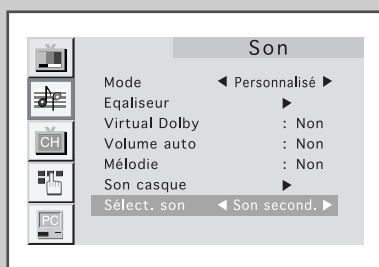 Son
Mode ◀ Personnalisé ▶
Eqaliseur ▶
Virtual Dolby : Non
Volume auto : Non
Mélodie : Non
Son casque ▶
Sélect. son ◀ Son second. ▶
CH
PC